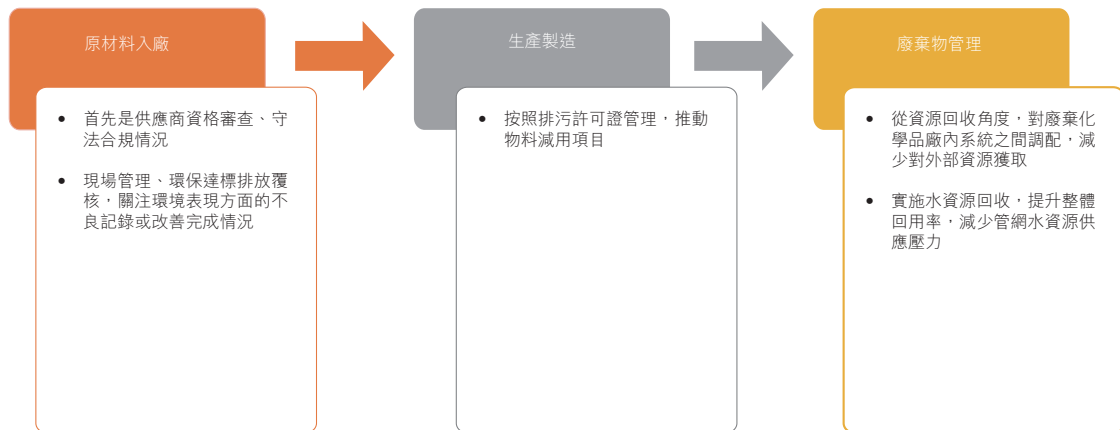 原材料入廠
• 首先是供應商資格審查、守
法合規情況
• 現場管理、環保達標排放覆
核，關注環境表現方面的不
良記錄或改善完成情況
生產製造
• 按照排污許可證管理，推動
物料減用項目
廢棄物管理
• 從資源回收角度，對廢棄化
學品廠內系統之間調配，減
少對外部資源獲取
• 實施水資源回收，提升整體
回用率，減少管網水資源供
應壓力